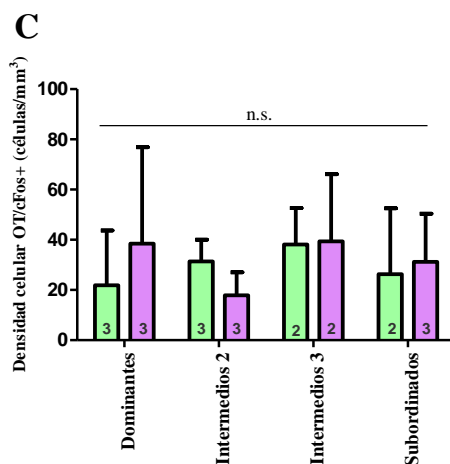 C
Densidad celular OT/cFos+ (células/mm³)
100
80
60
40
20
0
n.s.
3 3 3 3 2 2 2 3
Dominantes
Intermedios 2
Intermedios 3
Subordinados